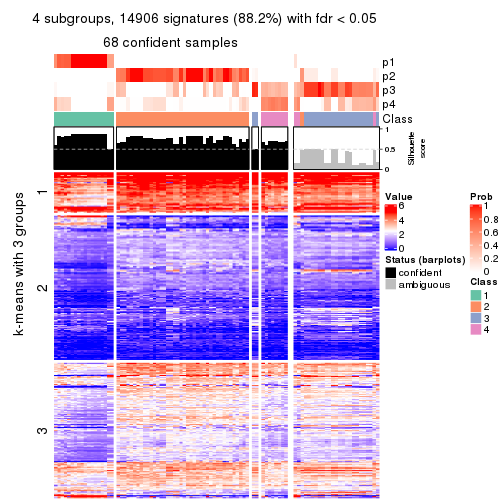 4 subgroups, 14906 signatures (88.2%) with fdr < 0.05
68 confident samples
p1
p2
p3
p4
Class
1
0.5
0
Silhouette
score
k-means with 3 groups
1
2
3
Value
6
4
2
0
Status (barplots)
confident
ambiguous
Prob
1
0.8
0.6
0.4
0.2
0
Class
1
2
3
4